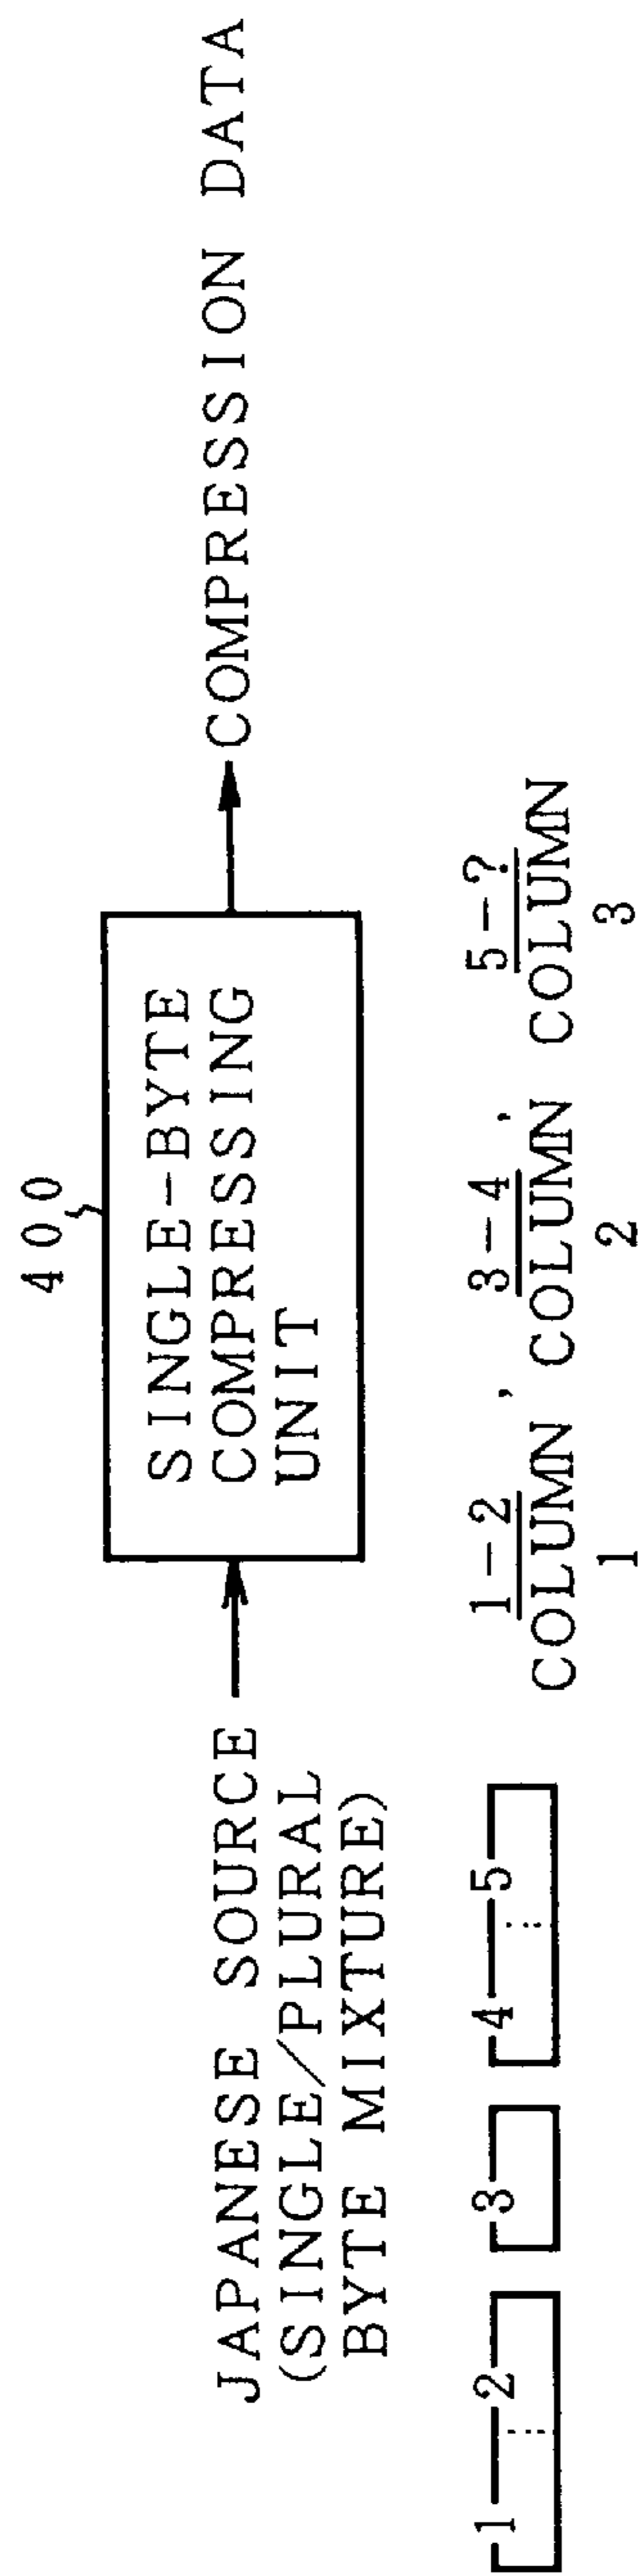 400
JAPANESE SOURCE
(SINGLE/PLURAL
BYTE MIXTURE)
SINGLE-BYTE
COMPRESSING
UNIT
COMPRESSION DATA
1 2 3 4 5
1-2 , 3-4 , 5-?
COLUMN COLUMN COLUMN
1 2 3